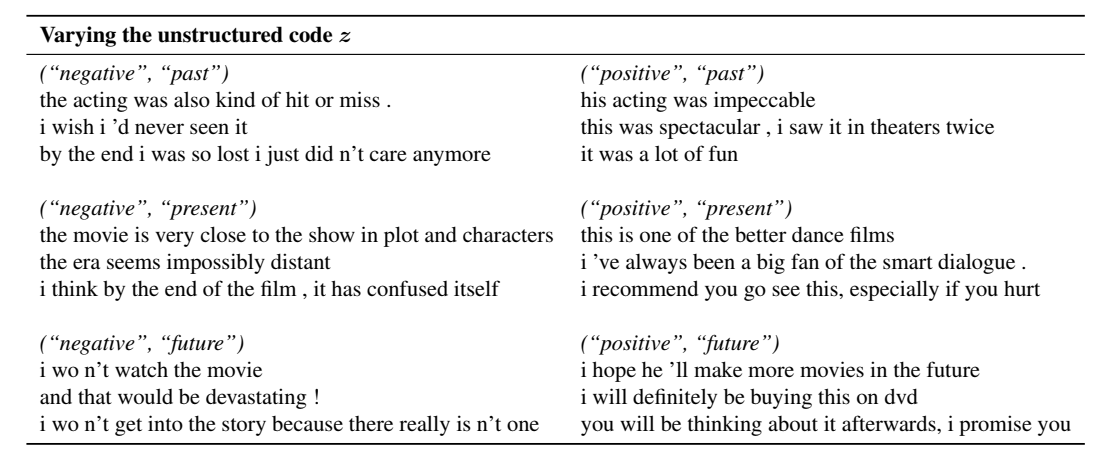 Varying the unstructured code z
(“negative”, “past”)
the acting was also kind of hit or miss .
i wish i ’d never seen it
by the end i was so lost i just did n’t care anymore
(“positive”, “past”)
his acting was impeccable
this was spectacular , i saw it in theaters twice
it was a lot of fun
(“negative”, “present”)
the movie is very close to the show in plot and characters
the era seems impossibly distant
i think by the end of the film , it has confused itself
(“positive”, “present”)
this is one of the better dance films
i ’ve always been a big fan of the smart dialogue .
i recommend you go see this, especially if you hurt
(“negative”, “future”)
i wo n’t watch the movie
and that would be devastating !
i wo n’t get into the story because there really is n’t one
(“positive”, “future”)
i hope he ’ll make more movies in the future
i will definitely be buying this on dvd
you will be thinking about it afterwards, i promise you